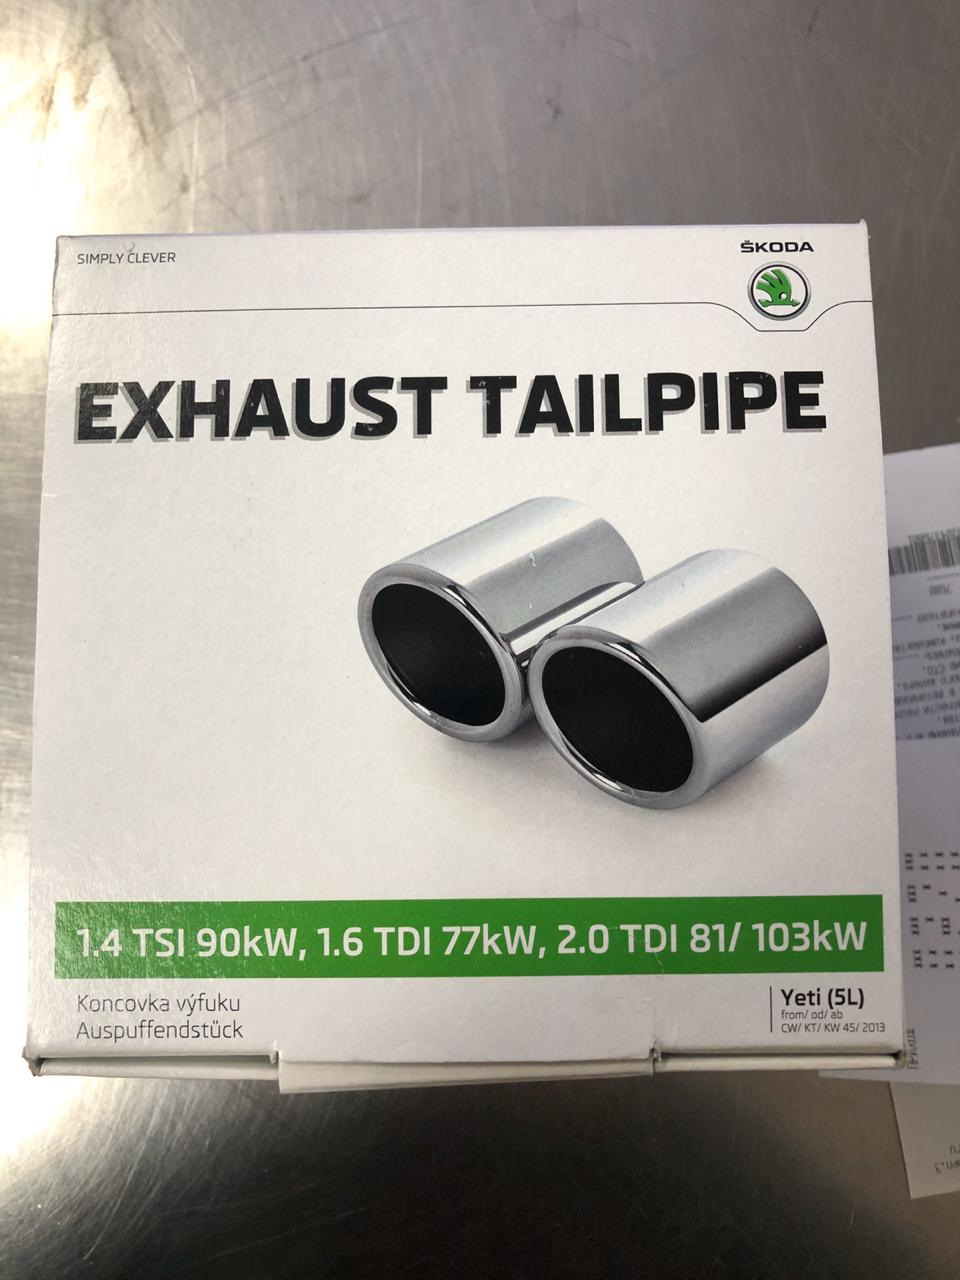 SIMPLY CLEVER
ŠKODA
EXHAUST TAILPIPE
1.4 TSI 90kW, 1.6 TDI 77kW, 2.0 TDI 81/ 103kW
Koncovka výfuku
Auspuffendstück
Yeti (5L)
from/ od/ ab
CW/ KT/ KW 45/ 2013